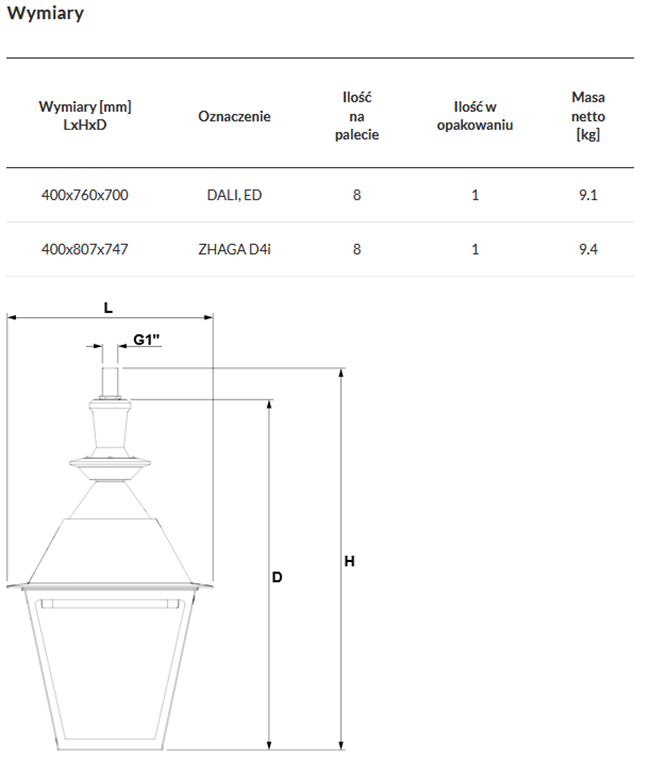 Wymiary
Wymiary [mm]
LxHxD
Oznaczenie
Ilość
na
palecie
Ilość w
opakowaniu
Masa
netto
[kg]
400x760x700 DALI, ED 8 1 9.1
400x807x747 ZHAGA D4i 8 1 9.4
L
G1"
D
H